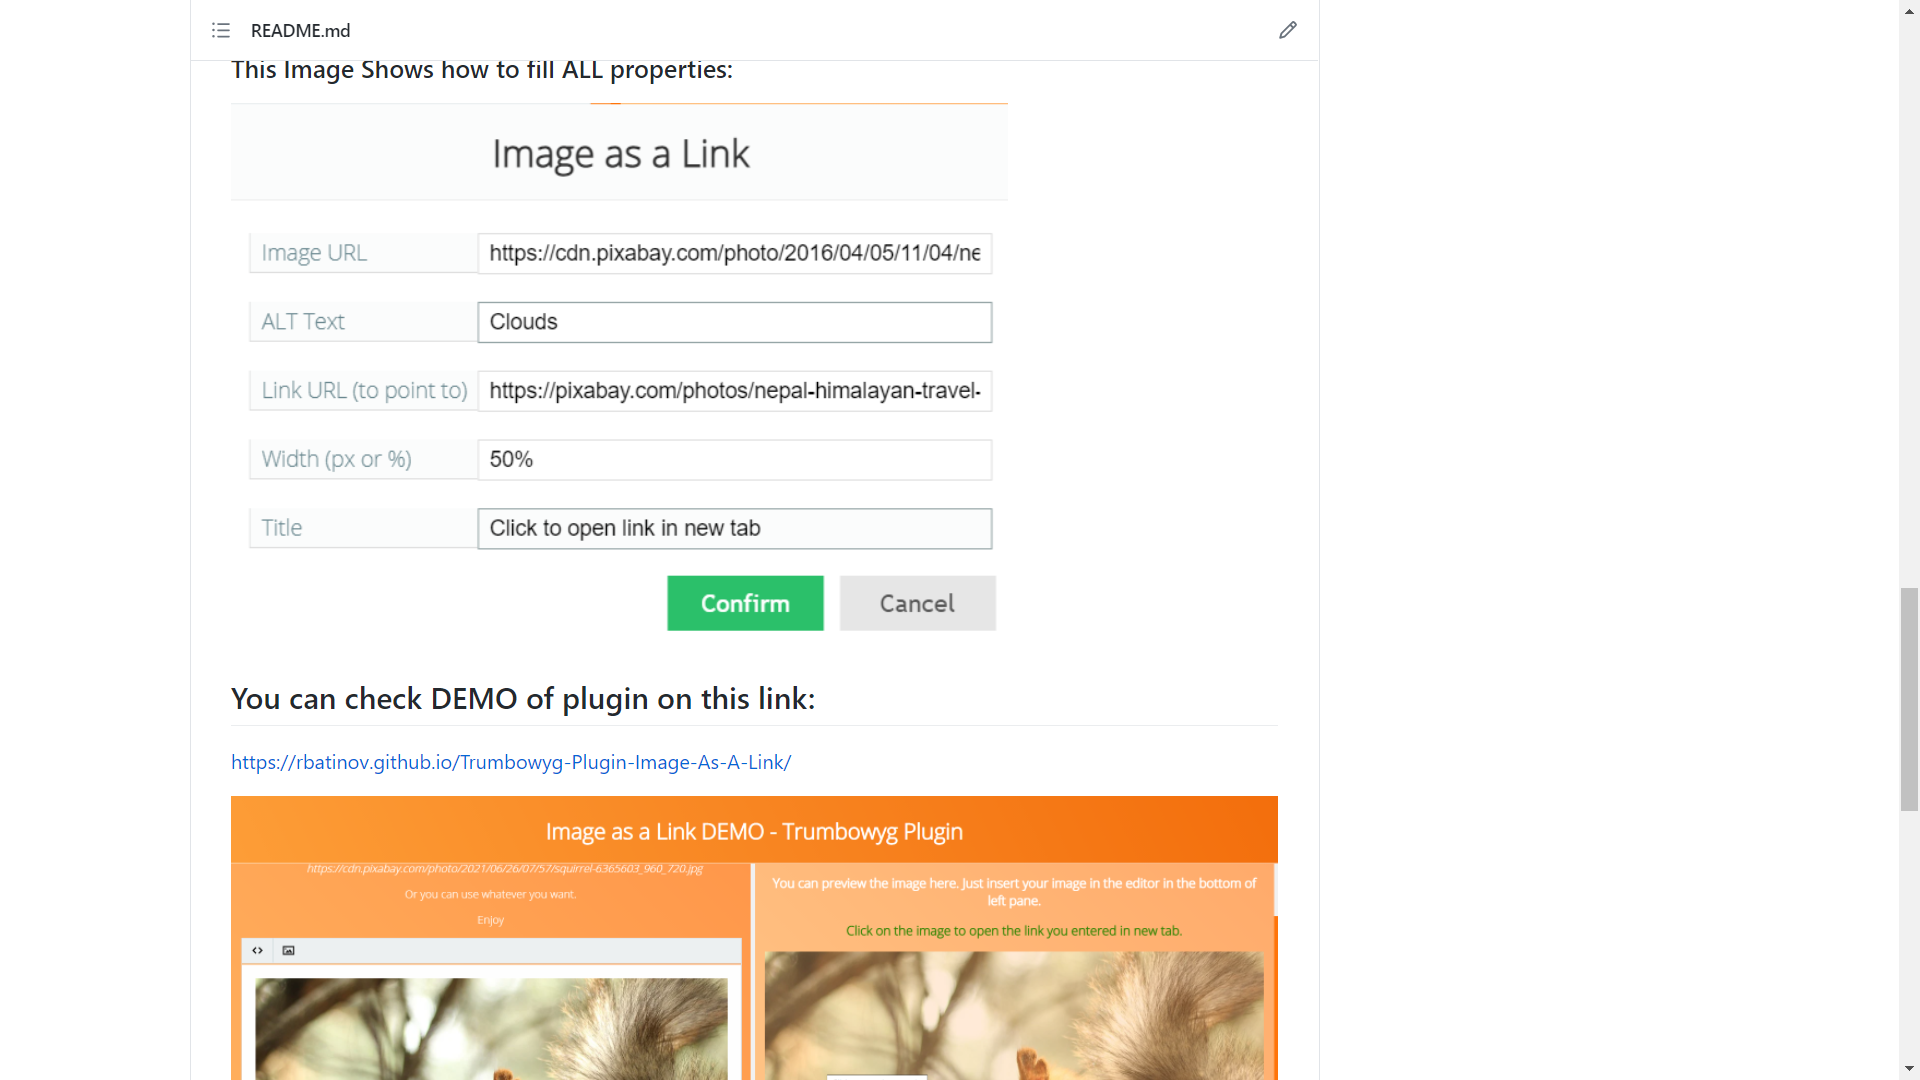 README.md
This Image Shows how to fill ALL properties:
Image as a Link
Image URL https://cdn.pixabay.com/photo/2016/04/05/11/04/ne
ALT Text Clouds
Link URL (to point to) https://pixabay.com/photos/nepal-himalayan-travel-
Width (px or %) 50%
Title Click to open link in new tab
Confirm Cancel
You can check DEMO of plugin on this link:
https://rbatinov.github.io/Trumbowyg-Plugin-Image-As-A-Link/
Image as a Link DEMO - Trumbowyg Plugin
https://cdn.pixabay.com/photo/2021/06/26/07/57/squirrel-6365603_960_720.jpg
Or you can use whatever you want.
Enjoy
You can preview the image here. Just insert your image in the editor in the bottom of
left pane.
Click on the image to open the link you entered in new tab.